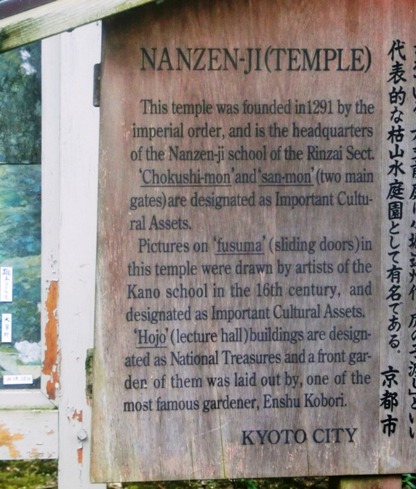 NANZEN-JI(TEMPLE)
This temple was founded in1291 by the
imperial order, and is the headquarters
of the Nanzen-ji school of the Rinzai Sect.
'Chokushi-mon'and'san-mon'(two main
gates)are designated as Important Cultu-
ral Assets.
Pictures on 'fusuma' (sliding doors)in
this temple were drawn by artists of the
Kano school in the 16th century, and
designated as Important Cultural Assets.
'Hojo'(lecture hall)buildings are design-
ated as National Treasures and a front gar-
den of them was laid out by, one of the
most famous gardener, Enshu Kobori.
KYOTO CITY
代表的な枯山水庭園として有名である。
京都市